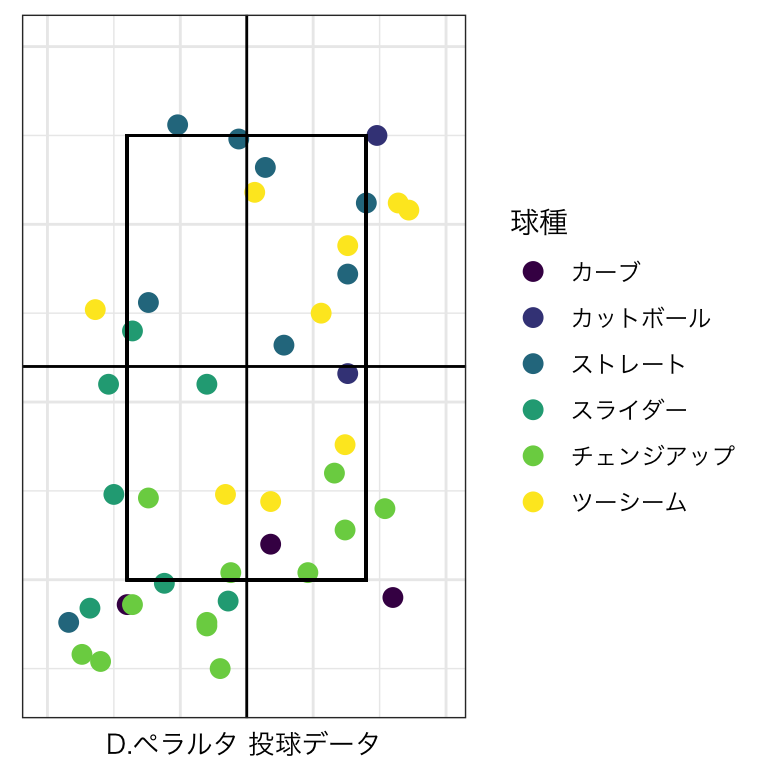 球種
カーブ
カットボール
ストレート
スライダー
チェンジアップ
ツーシーム
D.ペラルタ 投球データ